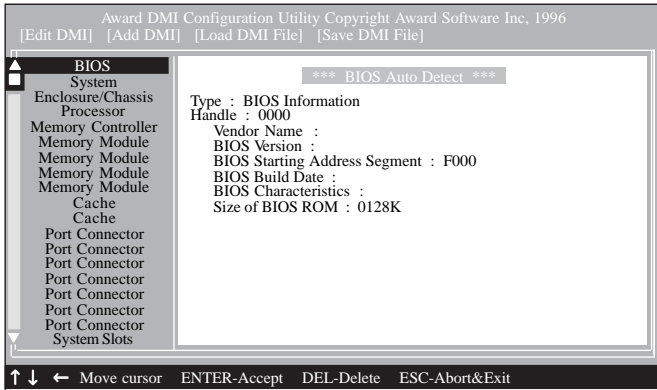 Award DMI Configuration Utility Copyright Award Software Inc, 1996
[Edit DMI] [Add DMI] [Load DMI File] [Save DMI File]
BIOS
System
Enclosure/Chassis
Processor
Memory Controller
Memory Module
Memory Module
Memory Module
Memory Module
Cache
Cache
Port Connector
Port Connector
Port Connector
Port Connector
Port Connector
Port Connector
Port Connector
System Slots
*** BIOS Auto Detect ***
Type : BIOS Information
Handle : 0000
Vendor Name :
BIOS Version :
BIOS Starting Address Segment : F000
BIOS Build Date :
BIOS Characteristics :
Size of BIOS ROM : 0128K
↑ ↓ ← Move cursor ENTER-Accept DEL-Delete ESC-Abort&Exit